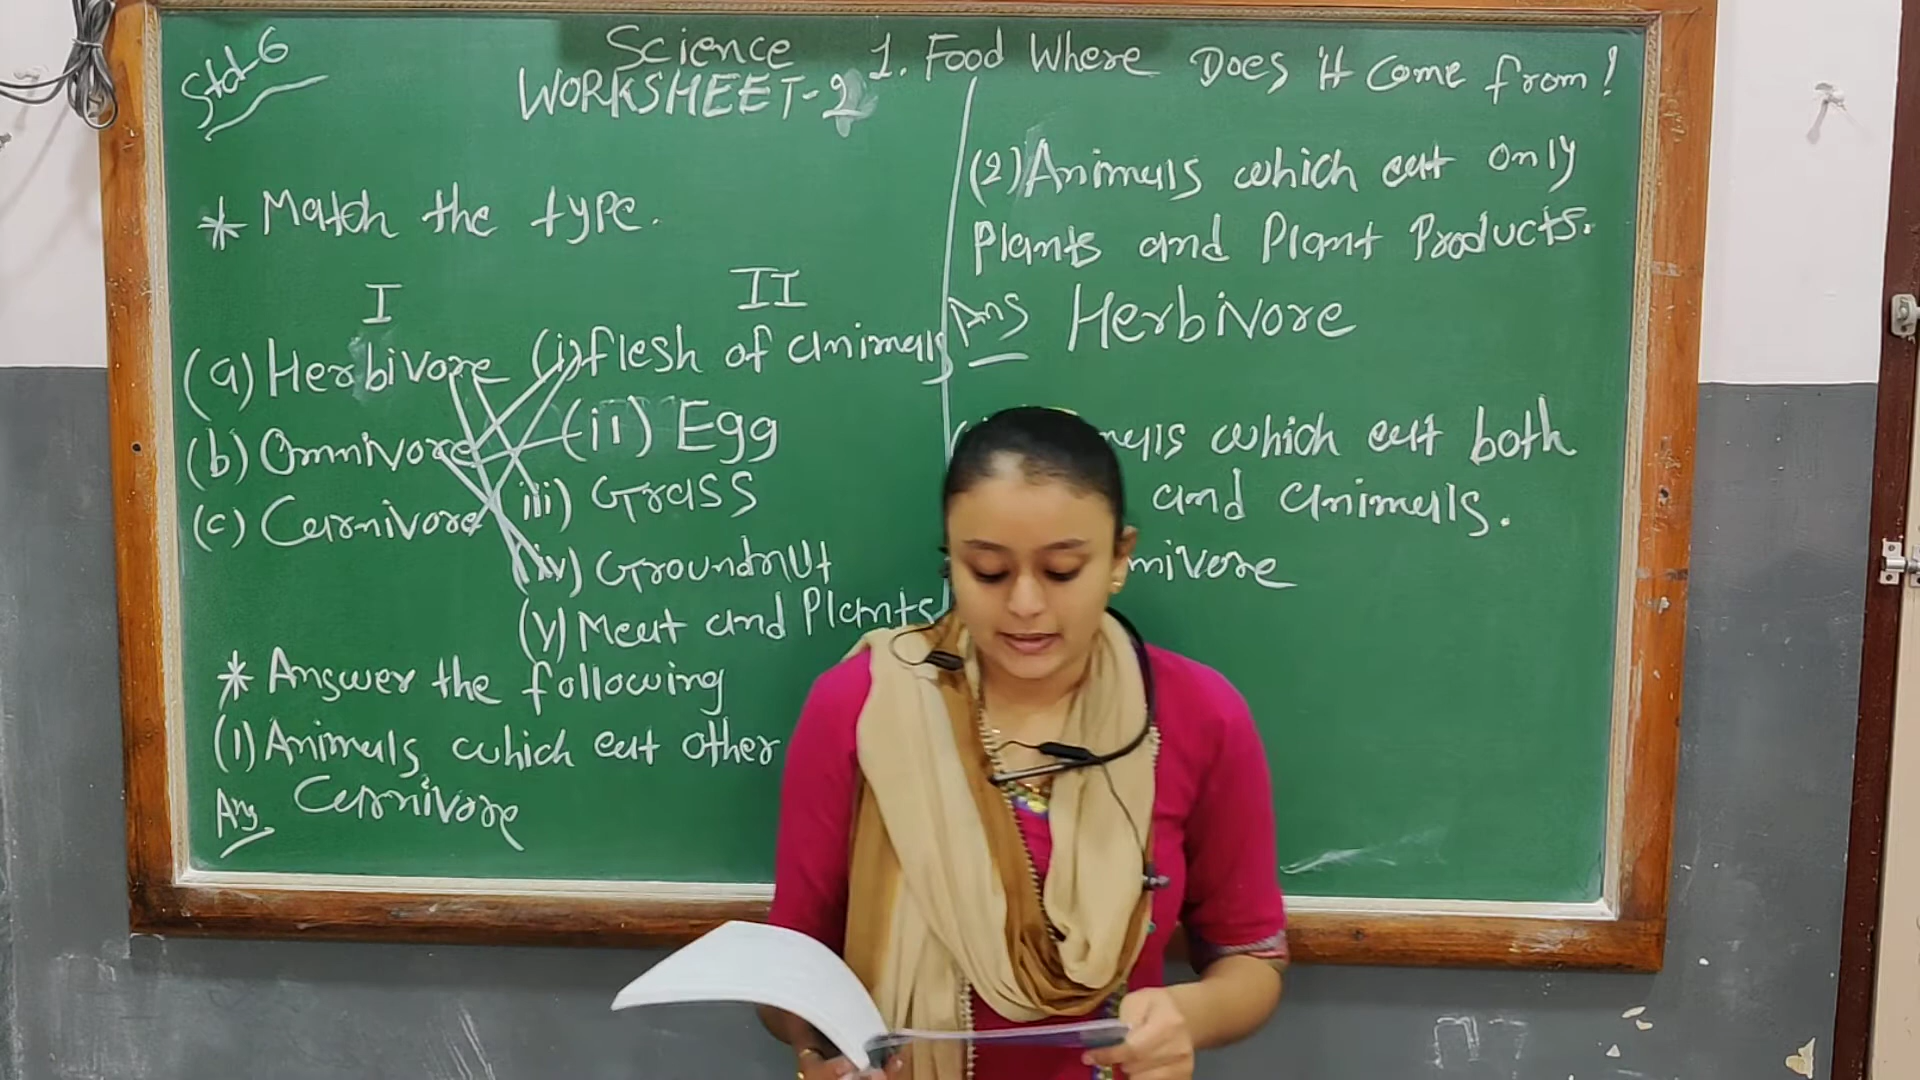 Std-6
Science
WORKSHEET-2
1. Food Where Does It Come from!
* Match the type.
I
II
(a) Herbivore (i) flesh of animals
(b) Omnivore (ii) Egg
(c) Carnivore iii) Grass
(iv) Groundnut
(v) Meat and Plants
* Answer the following
(1) Animals which eat other
Ans Carnivore
(2) Animals which eat only
Plants and Plant Products.
Ans Herbivore
which eat both
and animals.